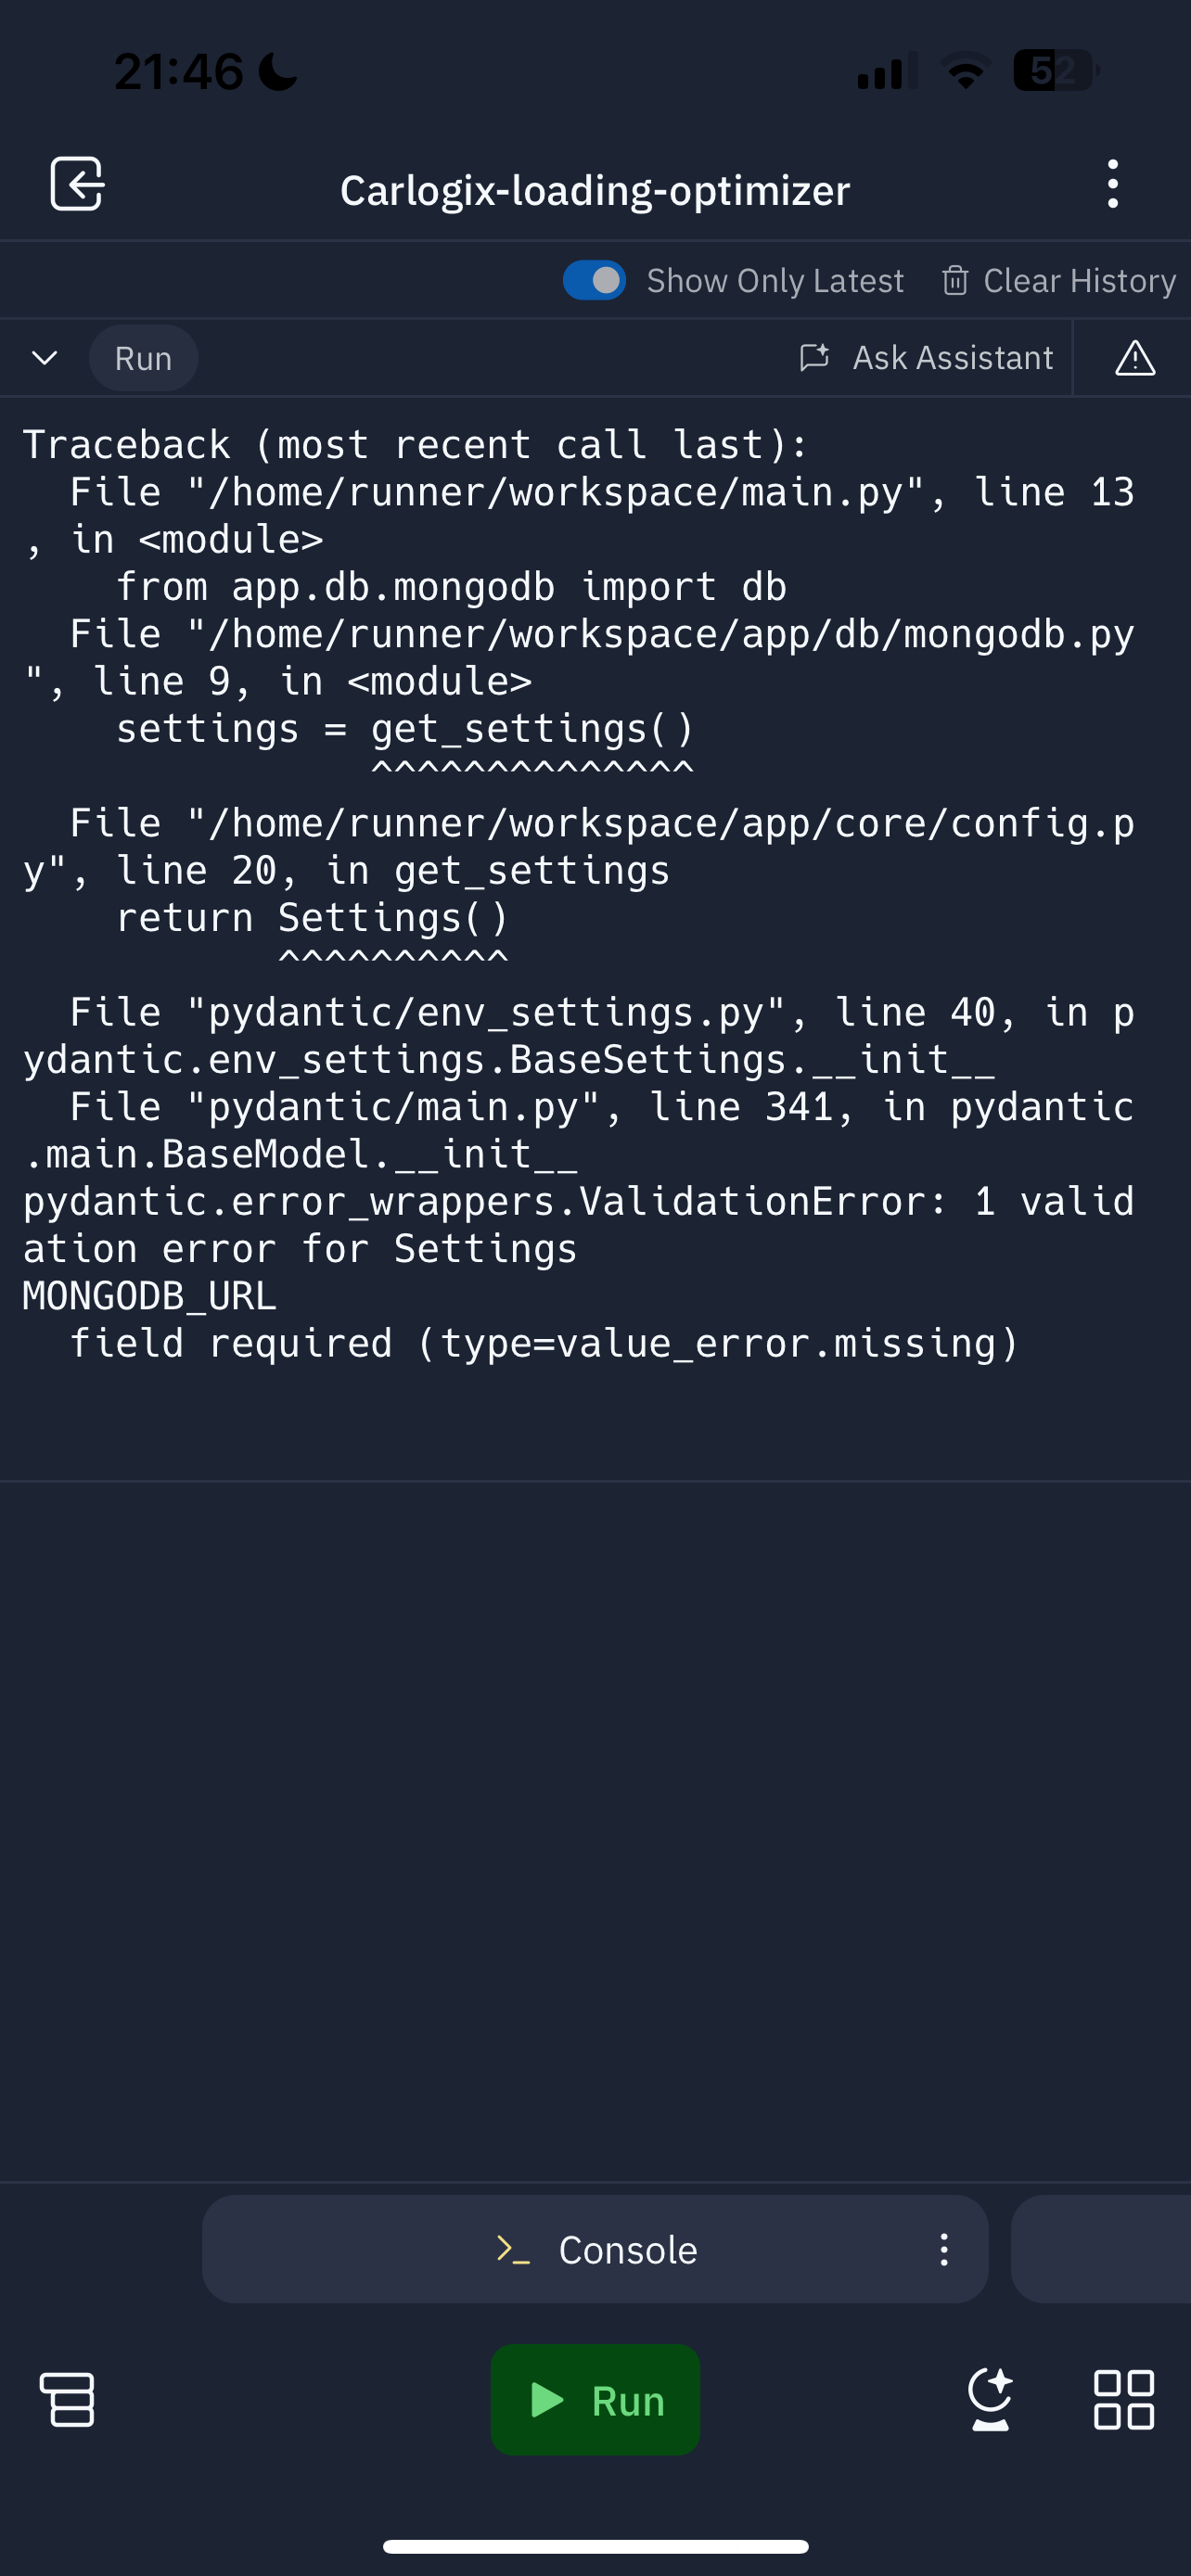 21:46
52
Carlogix-loading-optimizer
Show Only Latest
Clear History
Run
Ask Assistant
Traceback (most recent call last):
  File "/home/runner/workspace/main.py", line 13
, in <module>
    from app.db.mongodb import db
  File "/home/runner/workspace/app/db/mongodb.py
", line 9, in <module>
    settings = get_settings()
               ^^^^^^^^^^^^^^
  File "/home/runner/workspace/app/core/config.p
y", line 20, in get_settings
    return Settings()
           ^^^^^^^^^^
  File "pydantic/env_settings.py", line 40, in p
ydantic.env_settings.BaseSettings.__init__
  File "pydantic/main.py", line 341, in pydantic
.main.BaseModel.__init__
pydantic.error_wrappers.ValidationError: 1 valid
ation error for Settings
MONGODB_URL
  field required (type=value_error.missing)
Console
Run